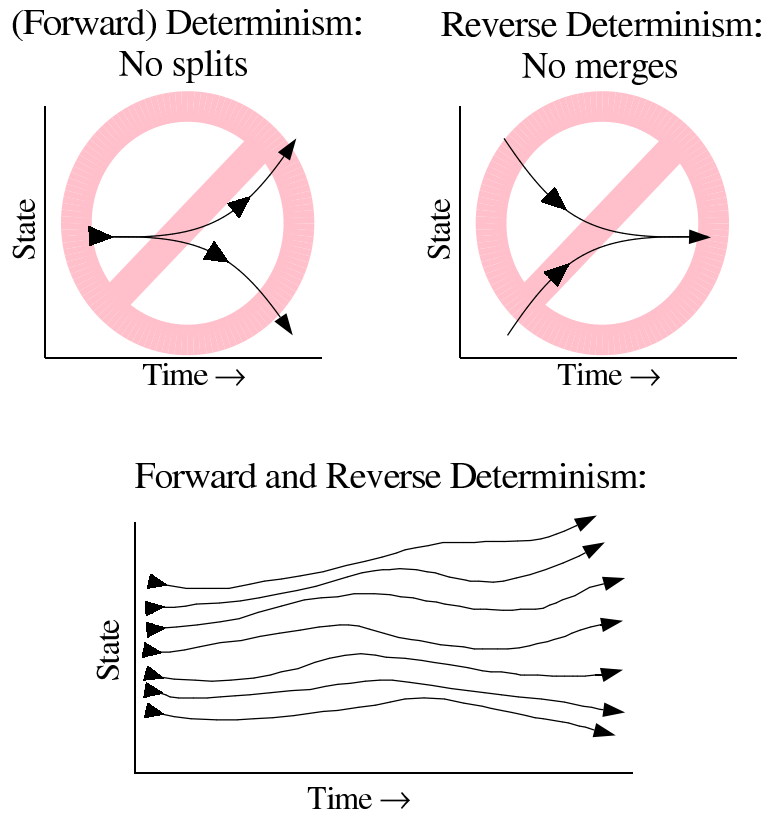 (Forward) Determinism:
No splits
State
Time →
Reverse Determinism:
No merges
State
Time →
Forward and Reverse Determinism:
State
Time →